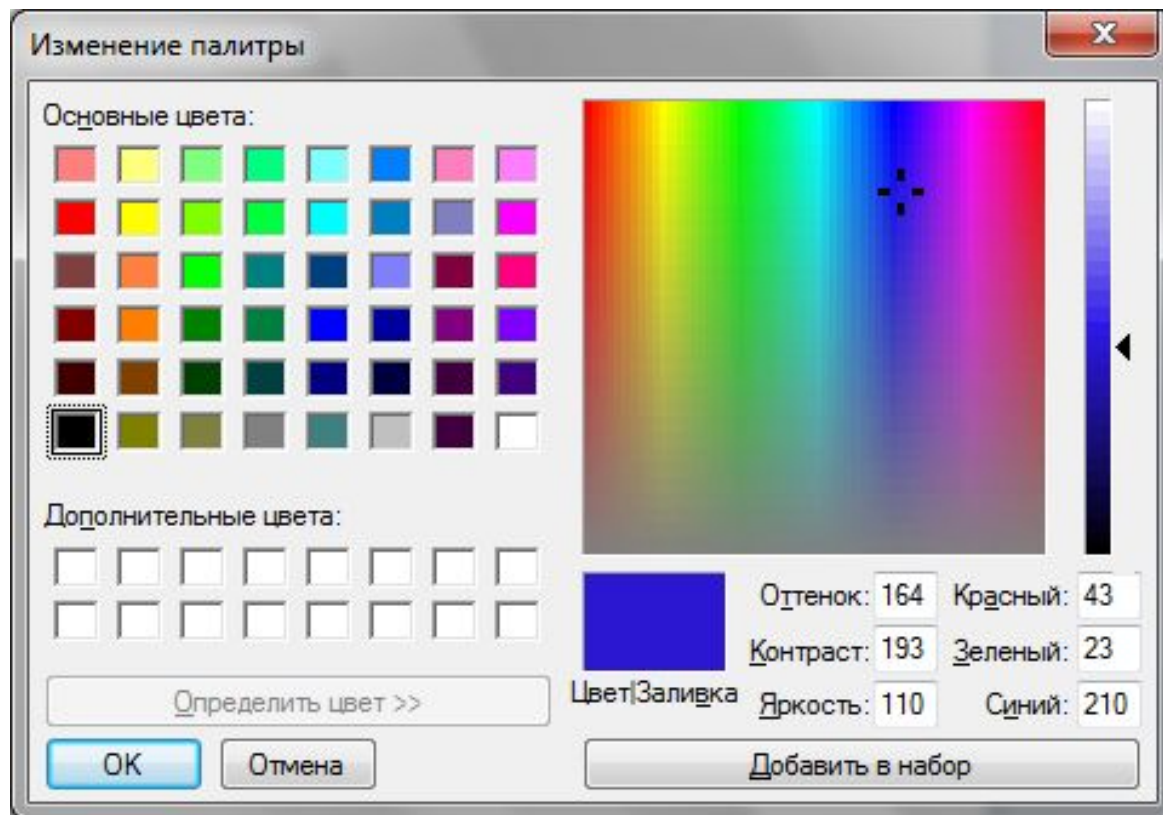 Изменение палитры
Основные цвета:
Дополнительные цвета:
Определить цвет >>
OK
Отмена
Цвет|Заливка
Оттенок: 164
Контраст: 193
Яркость: 110
Красный: 43
Зеленый: 23
Синий: 210
Добавить в набор